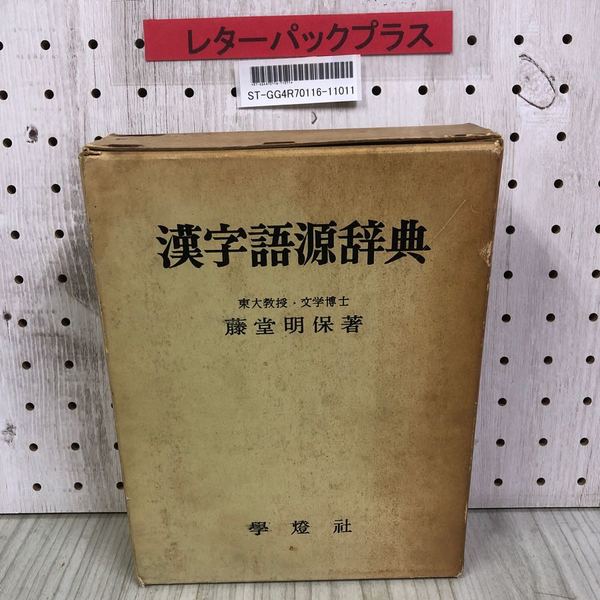 レターパックプラス
ST-GG4R70116-11011
漢字語源辞典
東大教授・文学博士
藤堂明保著
學燈社